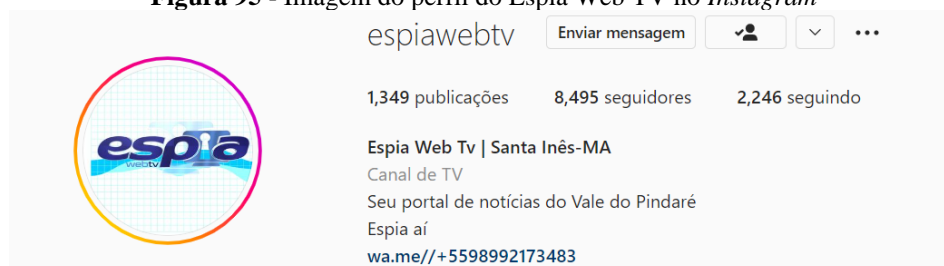 Figura 95 - Imagem do perfil do Espia Web TV no Instagram
espiawebtv Enviar mensagem
1,349 publicações 8,495 seguidores 2,246 seguindo
espia
webtv
Espia Web Tv | Santa Inês-MA
Canal de TV
Seu portal de notícias do Vale do Pindaré
Espia aí
wa.me//+5598992173483